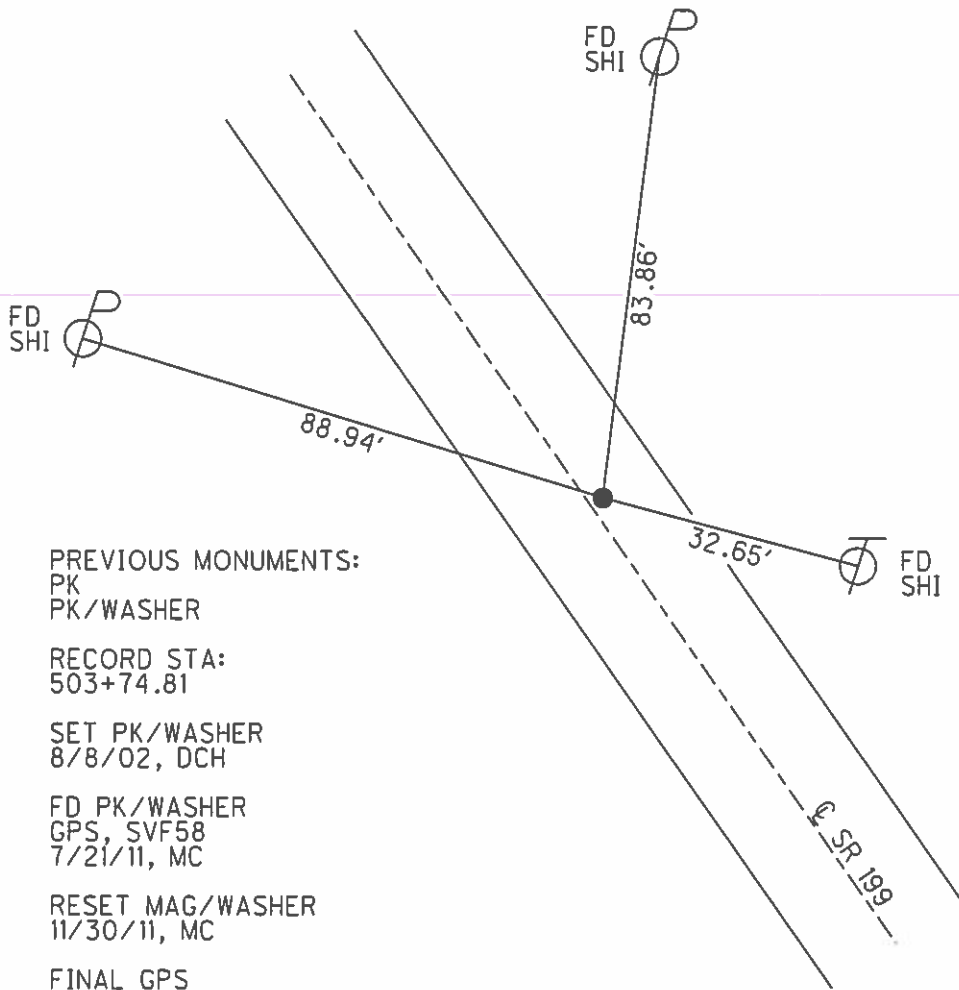 FD
SHI
P
83.86'
FD
SHI
P
88.94'
32.65'
T
FD
SHI
PREVIOUS MONUMENTS:
PK
PK/WASHER
RECORD STA:
503+74.81
SET PK/WASHER
8/8/02, DCH
FD PK/WASHER
GPS, SVF58
7/21/11, MC
RESET MAG/WASHER
11/30/11, MC
FINAL GPS
℄ SR 199